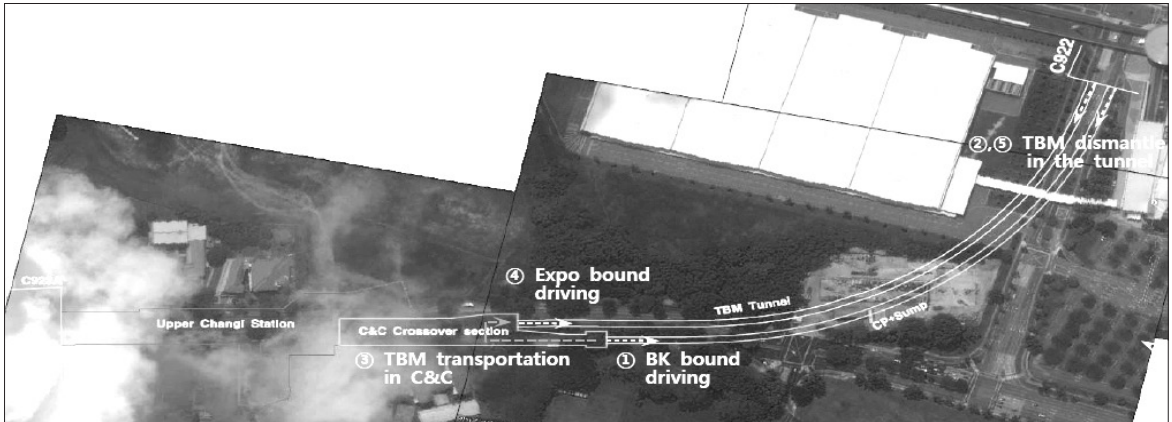 C922
②,⑤ TBM dismantle
in the tunnel
④ Expo bound
driving
TBM Tunnel
CP+Sump
Upper Changi Station
C&C Crossover section
③ TBM transportation
in C&C
① BK bound
driving